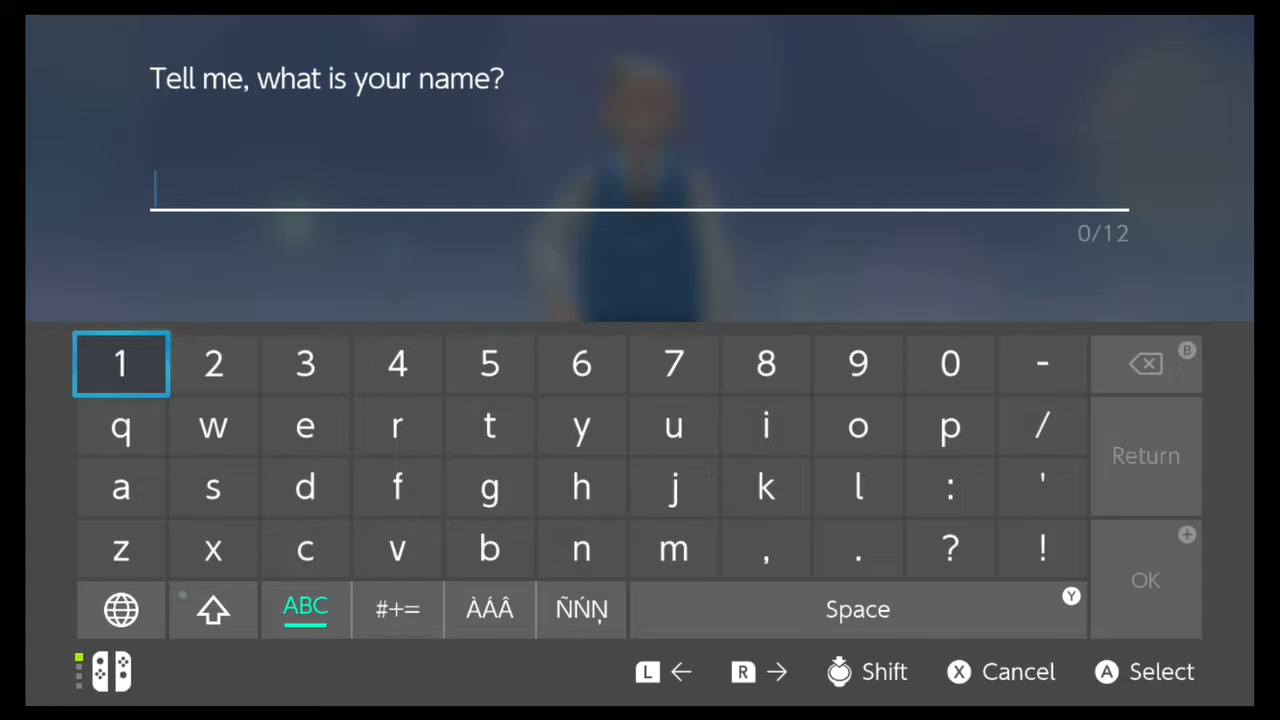 Tell me, what is your name?
0/12
1 2 3 4 5 6 7 8 9 0 - B
q w e r t y u i o p /
Return
a s d f g h j k l : '
z x c v b n m , . ? ! +
OK
ABC #+= ÀÁÂ ÑŃŅ Space Y
L ← R → Shift X Cancel A Select